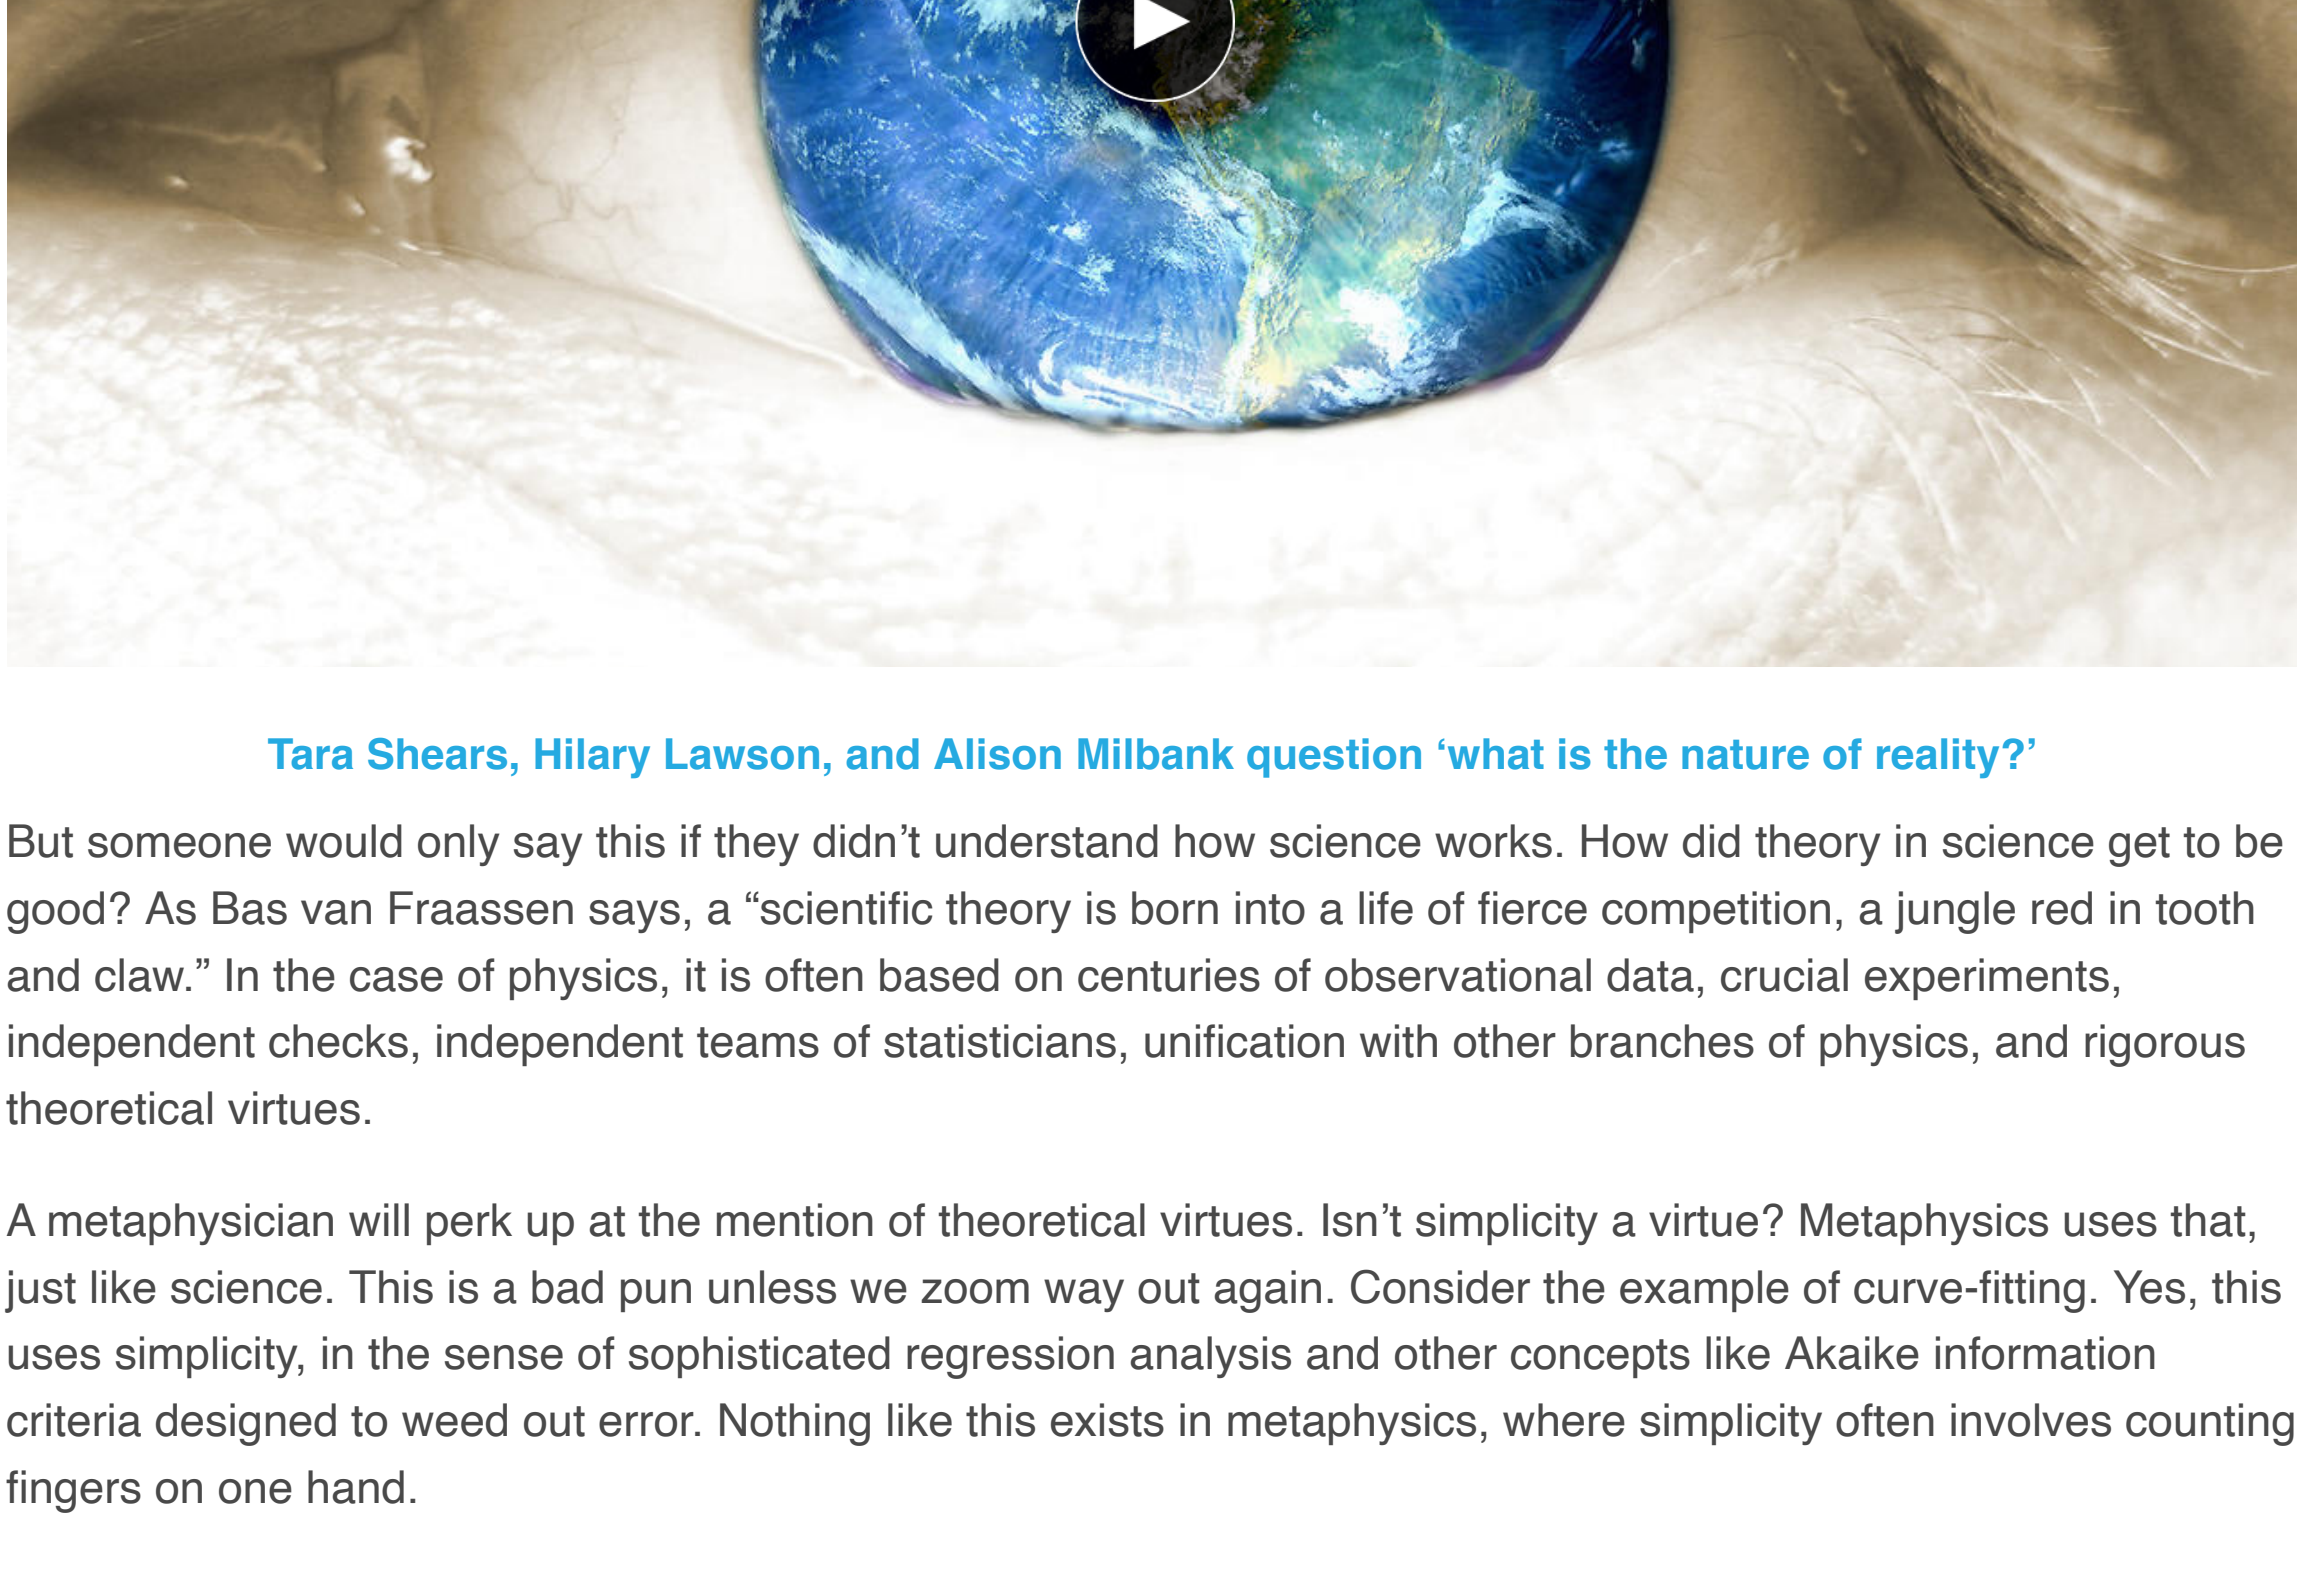 Tara Shears, Hilary Lawson, and Alison Milbank question ‘what is the nature of reality?’
But someone would only say this if they didn’t understand how science works. How did theory in science get to be
good? As Bas van Fraassen says, a “scientific theory is born into a life of fierce competition, a jungle red in tooth
and claw.” In the case of physics, it is often based on centuries of observational data, crucial experiments,
independent checks, independent teams of statisticians, unification with other branches of physics, and rigorous
theoretical virtues.
A metaphysician will perk up at the mention of theoretical virtues. Isn’t simplicity a virtue? Metaphysics uses that,
just like science. This is a bad pun unless we zoom way out again. Consider the example of curve-fitting. Yes, this
uses simplicity, in the sense of sophisticated regression analysis and other concepts like Akaike information
criteria designed to weed out error. Nothing like this exists in metaphysics, where simplicity often involves counting
fingers on one hand.